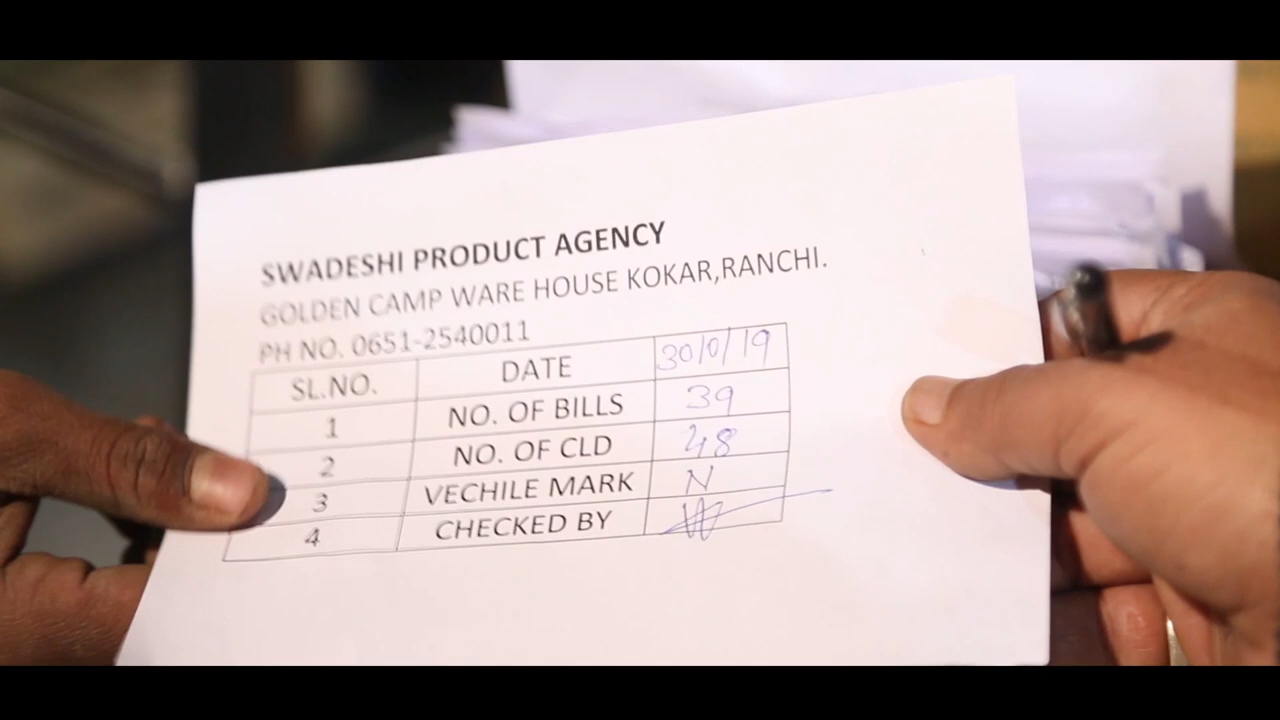 SWADESHI PRODUCT AGENCY
GOLDEN CAMP WARE HOUSE KOKAR,RANCHI.
PH NO. 0651-2540011
SL.NO. DATE 30/0/19
1 NO. OF BILLS 39
2 NO. OF CLD 48
3 VECHILE MARK N
4 CHECKED BY